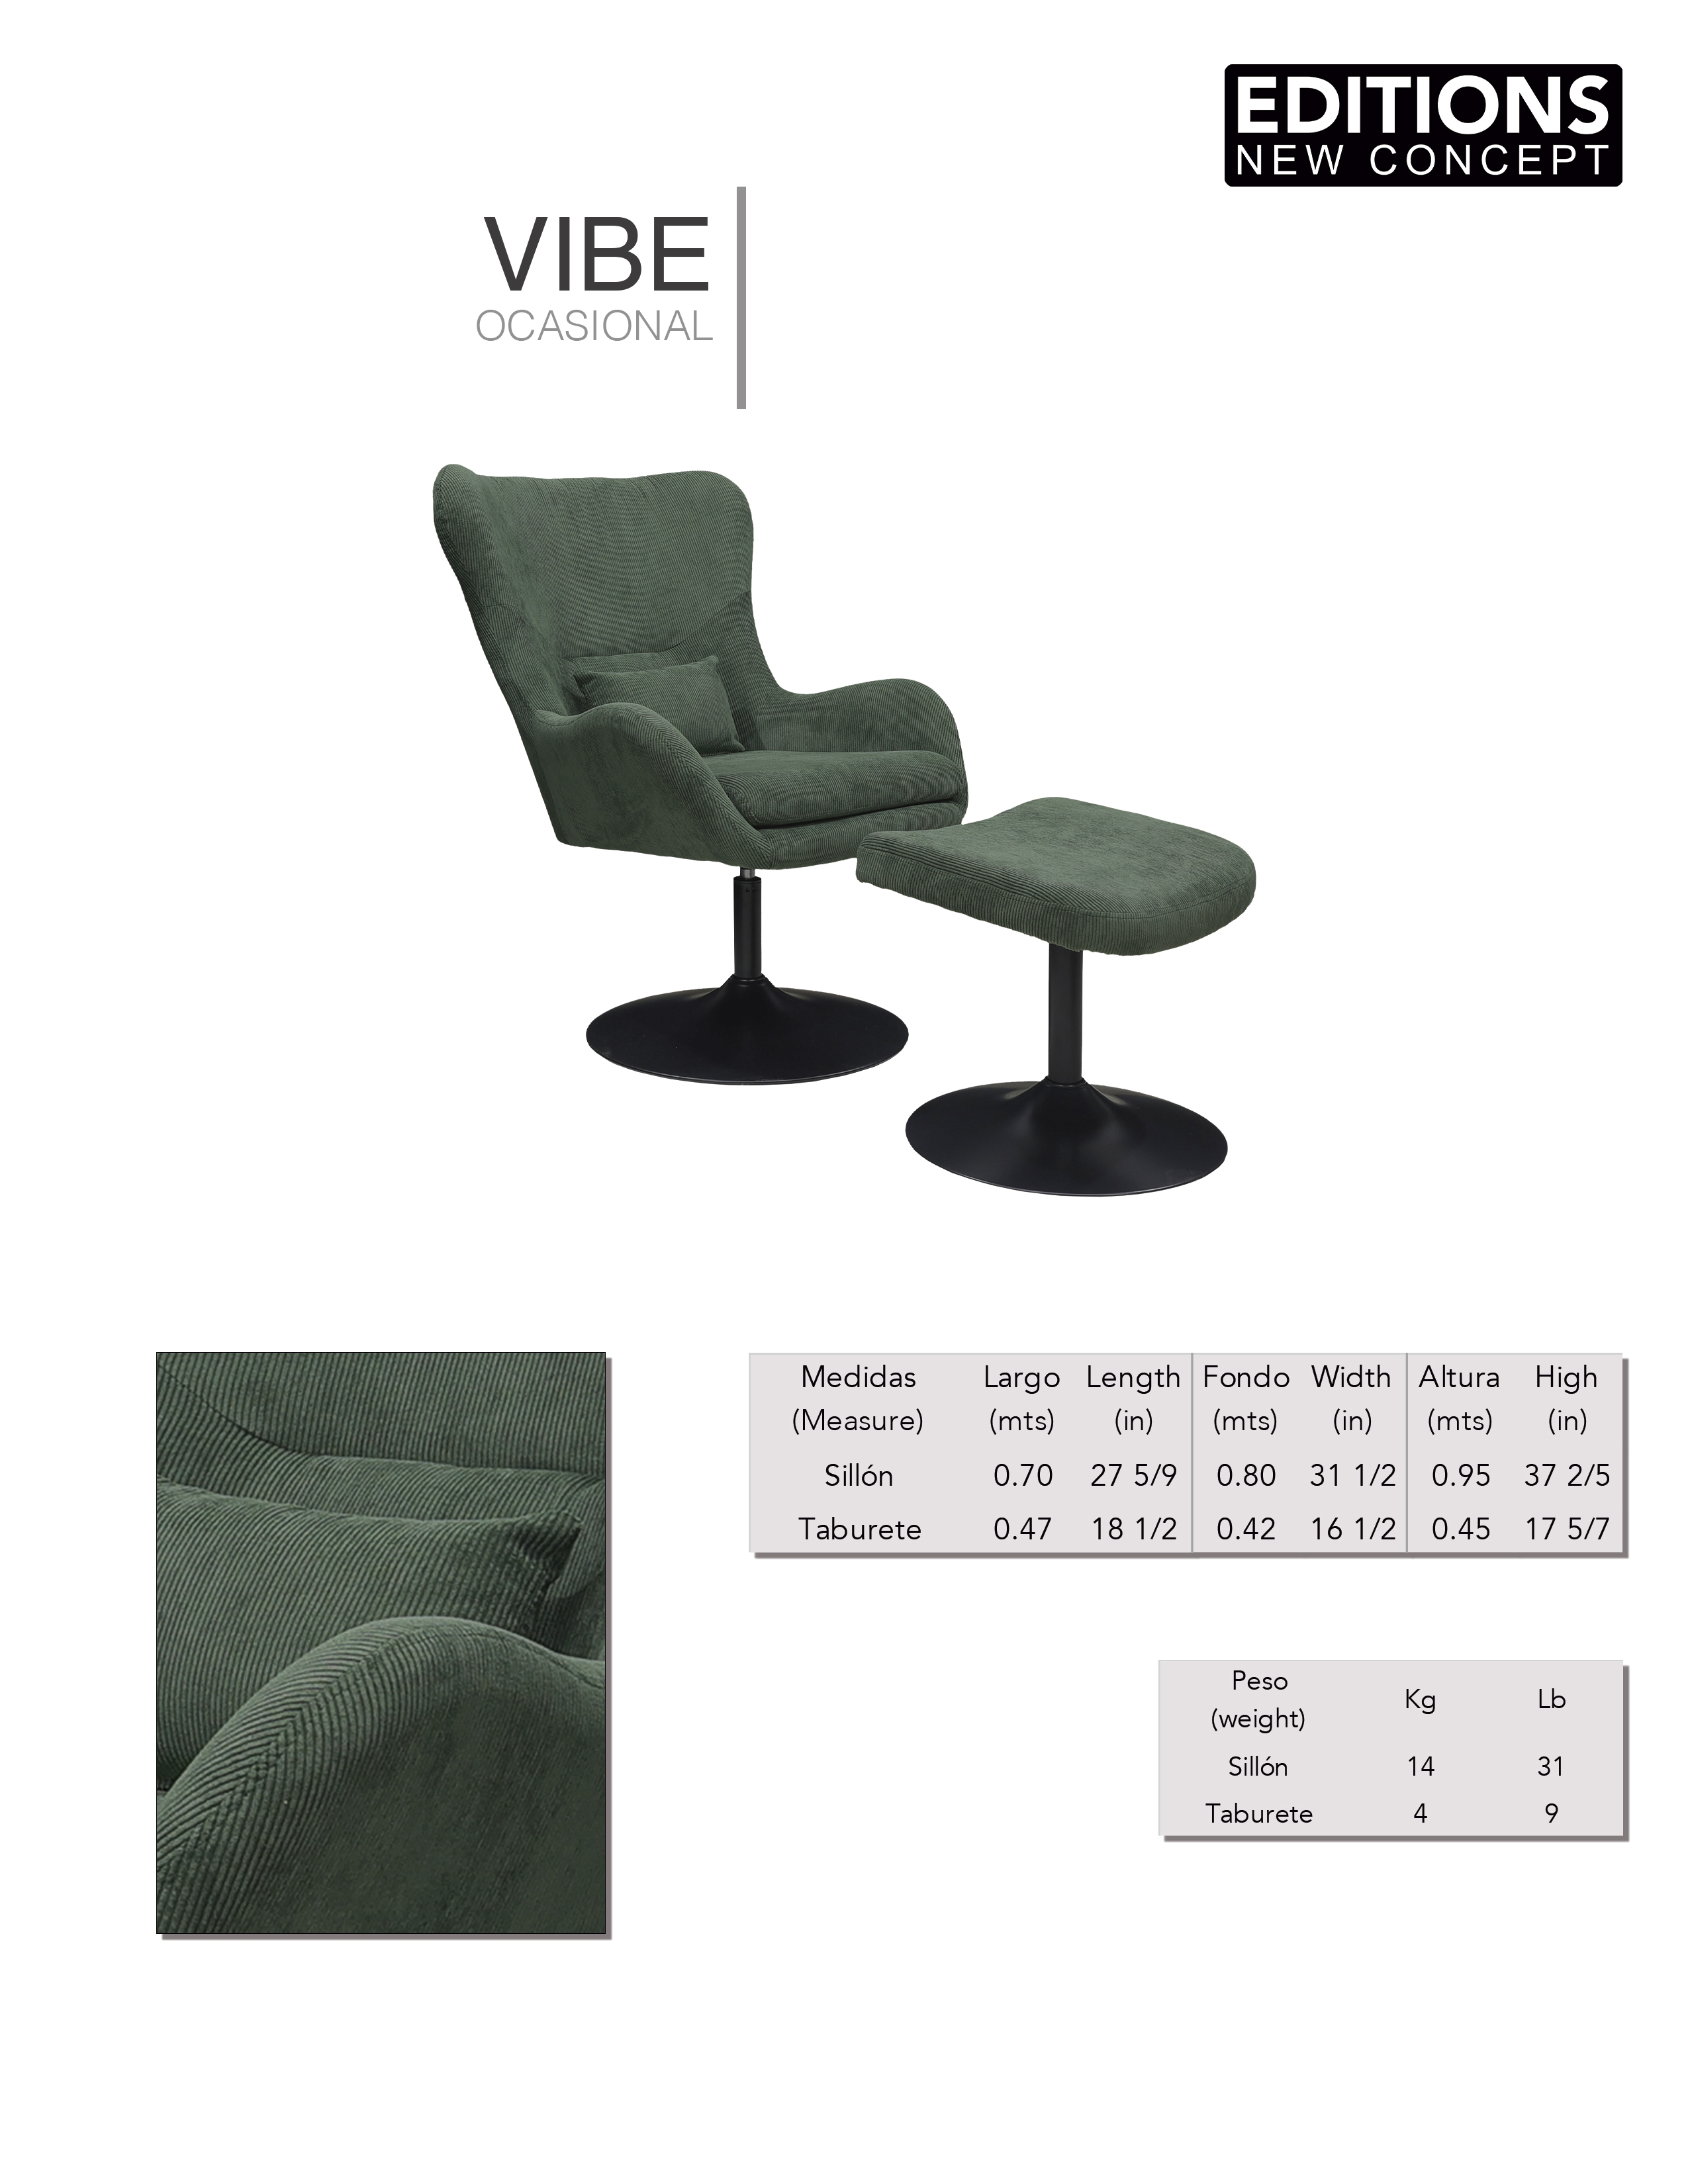 EDITIONS
NEW CONCEPT
VIBE
OCASIONAL
Medidas Largo Length Fondo Width Altura High
(Measure) (mts) (in) (mts) (in) (mts) (in)
Sillón 0.70 27 5/9 0.80 31 1/2 0.95 37 2/5
Taburete 0.47 18 1/2 0.42 16 1/2 0.45 17 5/7
Peso
(weight) Kg Lb
Sillón 14 31
Taburete 4 9